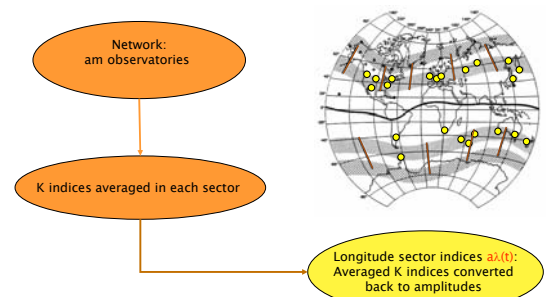 Network:
am observatories
K indices averaged in each sector
Longitude sector indices aλ(t):
Averaged K indices converted
back to amplitudes